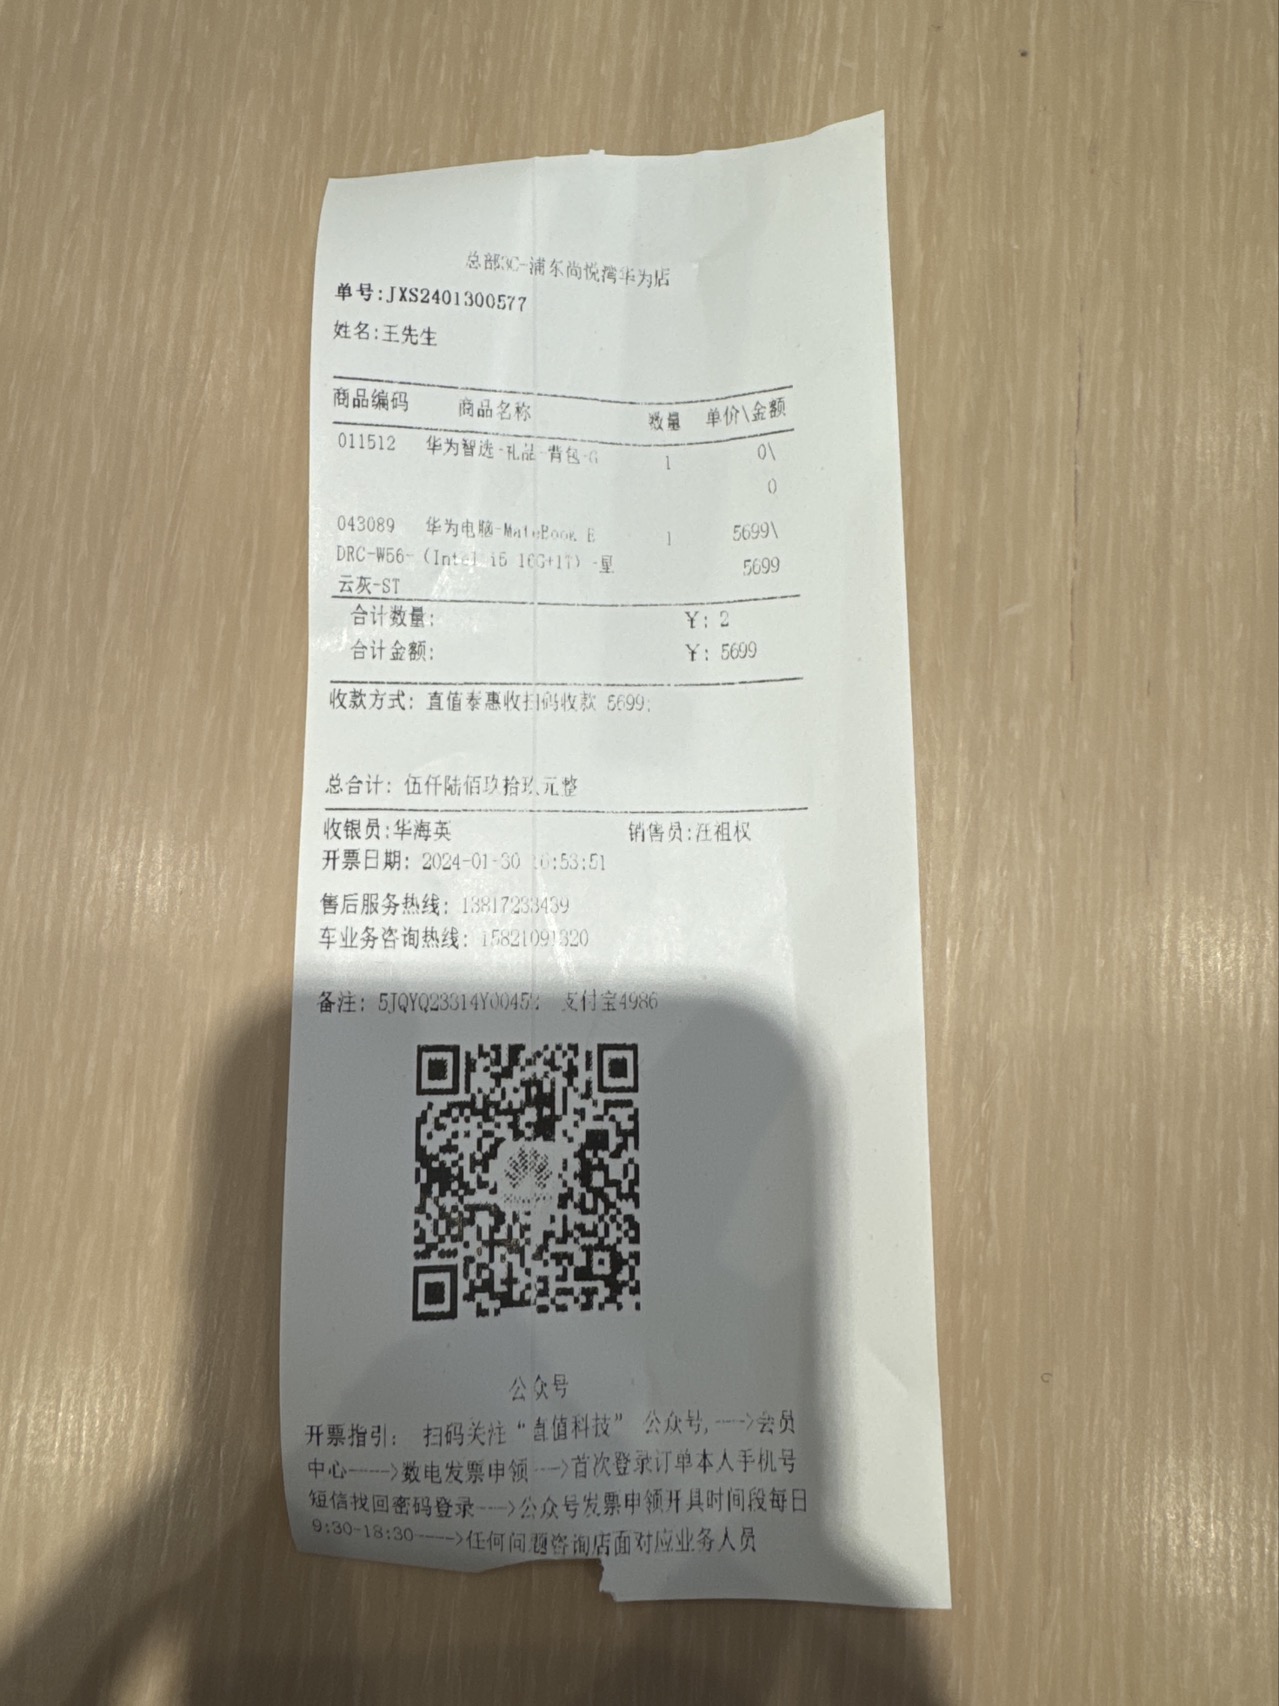 总部3C-浦东尚悦湾华为店
单号:JXS2401300577
姓名:王先生
商品编码 商品名称 数量 单价\金额
011512 华为智选-礼品-背包-G 1 0\
0
043089 华为电脑-MateBook E 1 5699\
DRC-W56-(Intel i5 16G+1T)-星 5699
云灰-ST
合计数量: ¥: 2
合计金额: ¥: 5699
收款方式: 直值泰惠收扫码收款 5699;
总合计: 伍仟陆佰玖拾玖元整
收银员:华海英 销售员:汪祖权
开票日期: 2024-01-30 :53:51
售后服务热线: 13817233439
车业务咨询热线: 15821091320
备注: 支付宝4986
公众号
开票指引: 扫码关注“直值科技” 公众号,--->会员
中心---->数电发票申领--->首次登录订单本人手机号
短信找回密码登录--->公众号发票申领开具时间段每日
9:30-18:30---->任何问题咨询店面对应业务人员